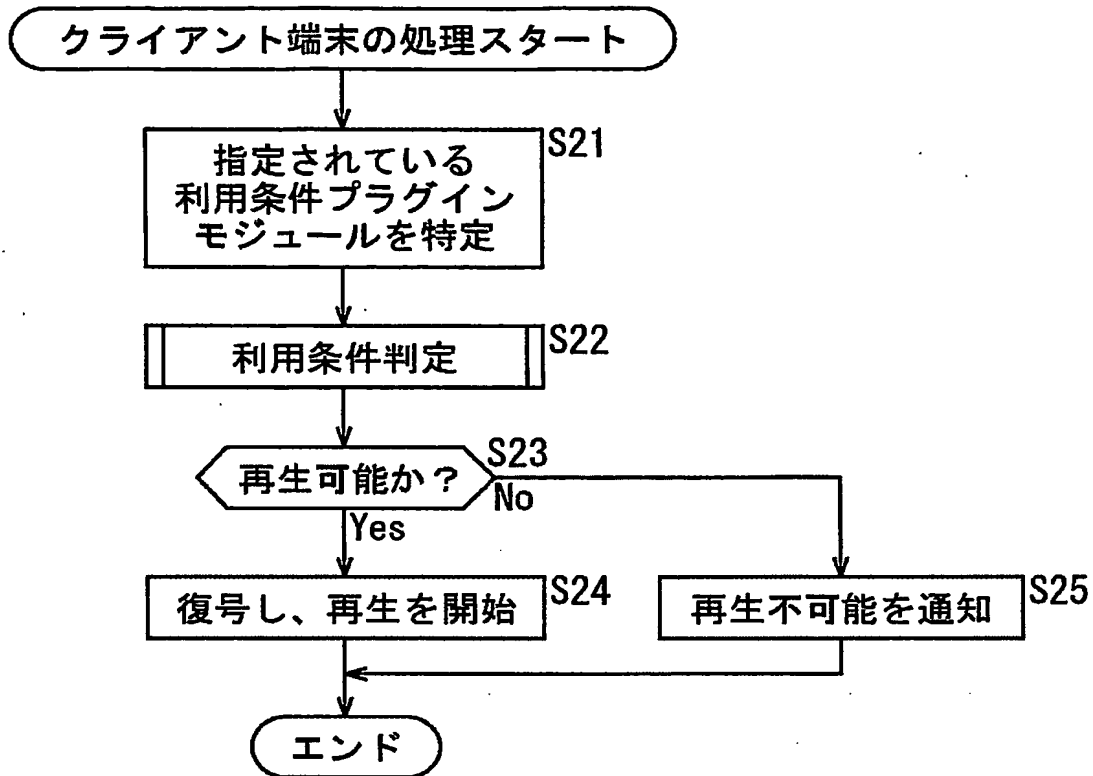 クライアント端末の処理スタート
S21
指定されている
利用条件プラグイン
モジュールを特定
S22
利用条件判定
S23
再生可能か？
No
Yes
復号し、再生を開始
S24
再生不可能を通知
S25
エンド